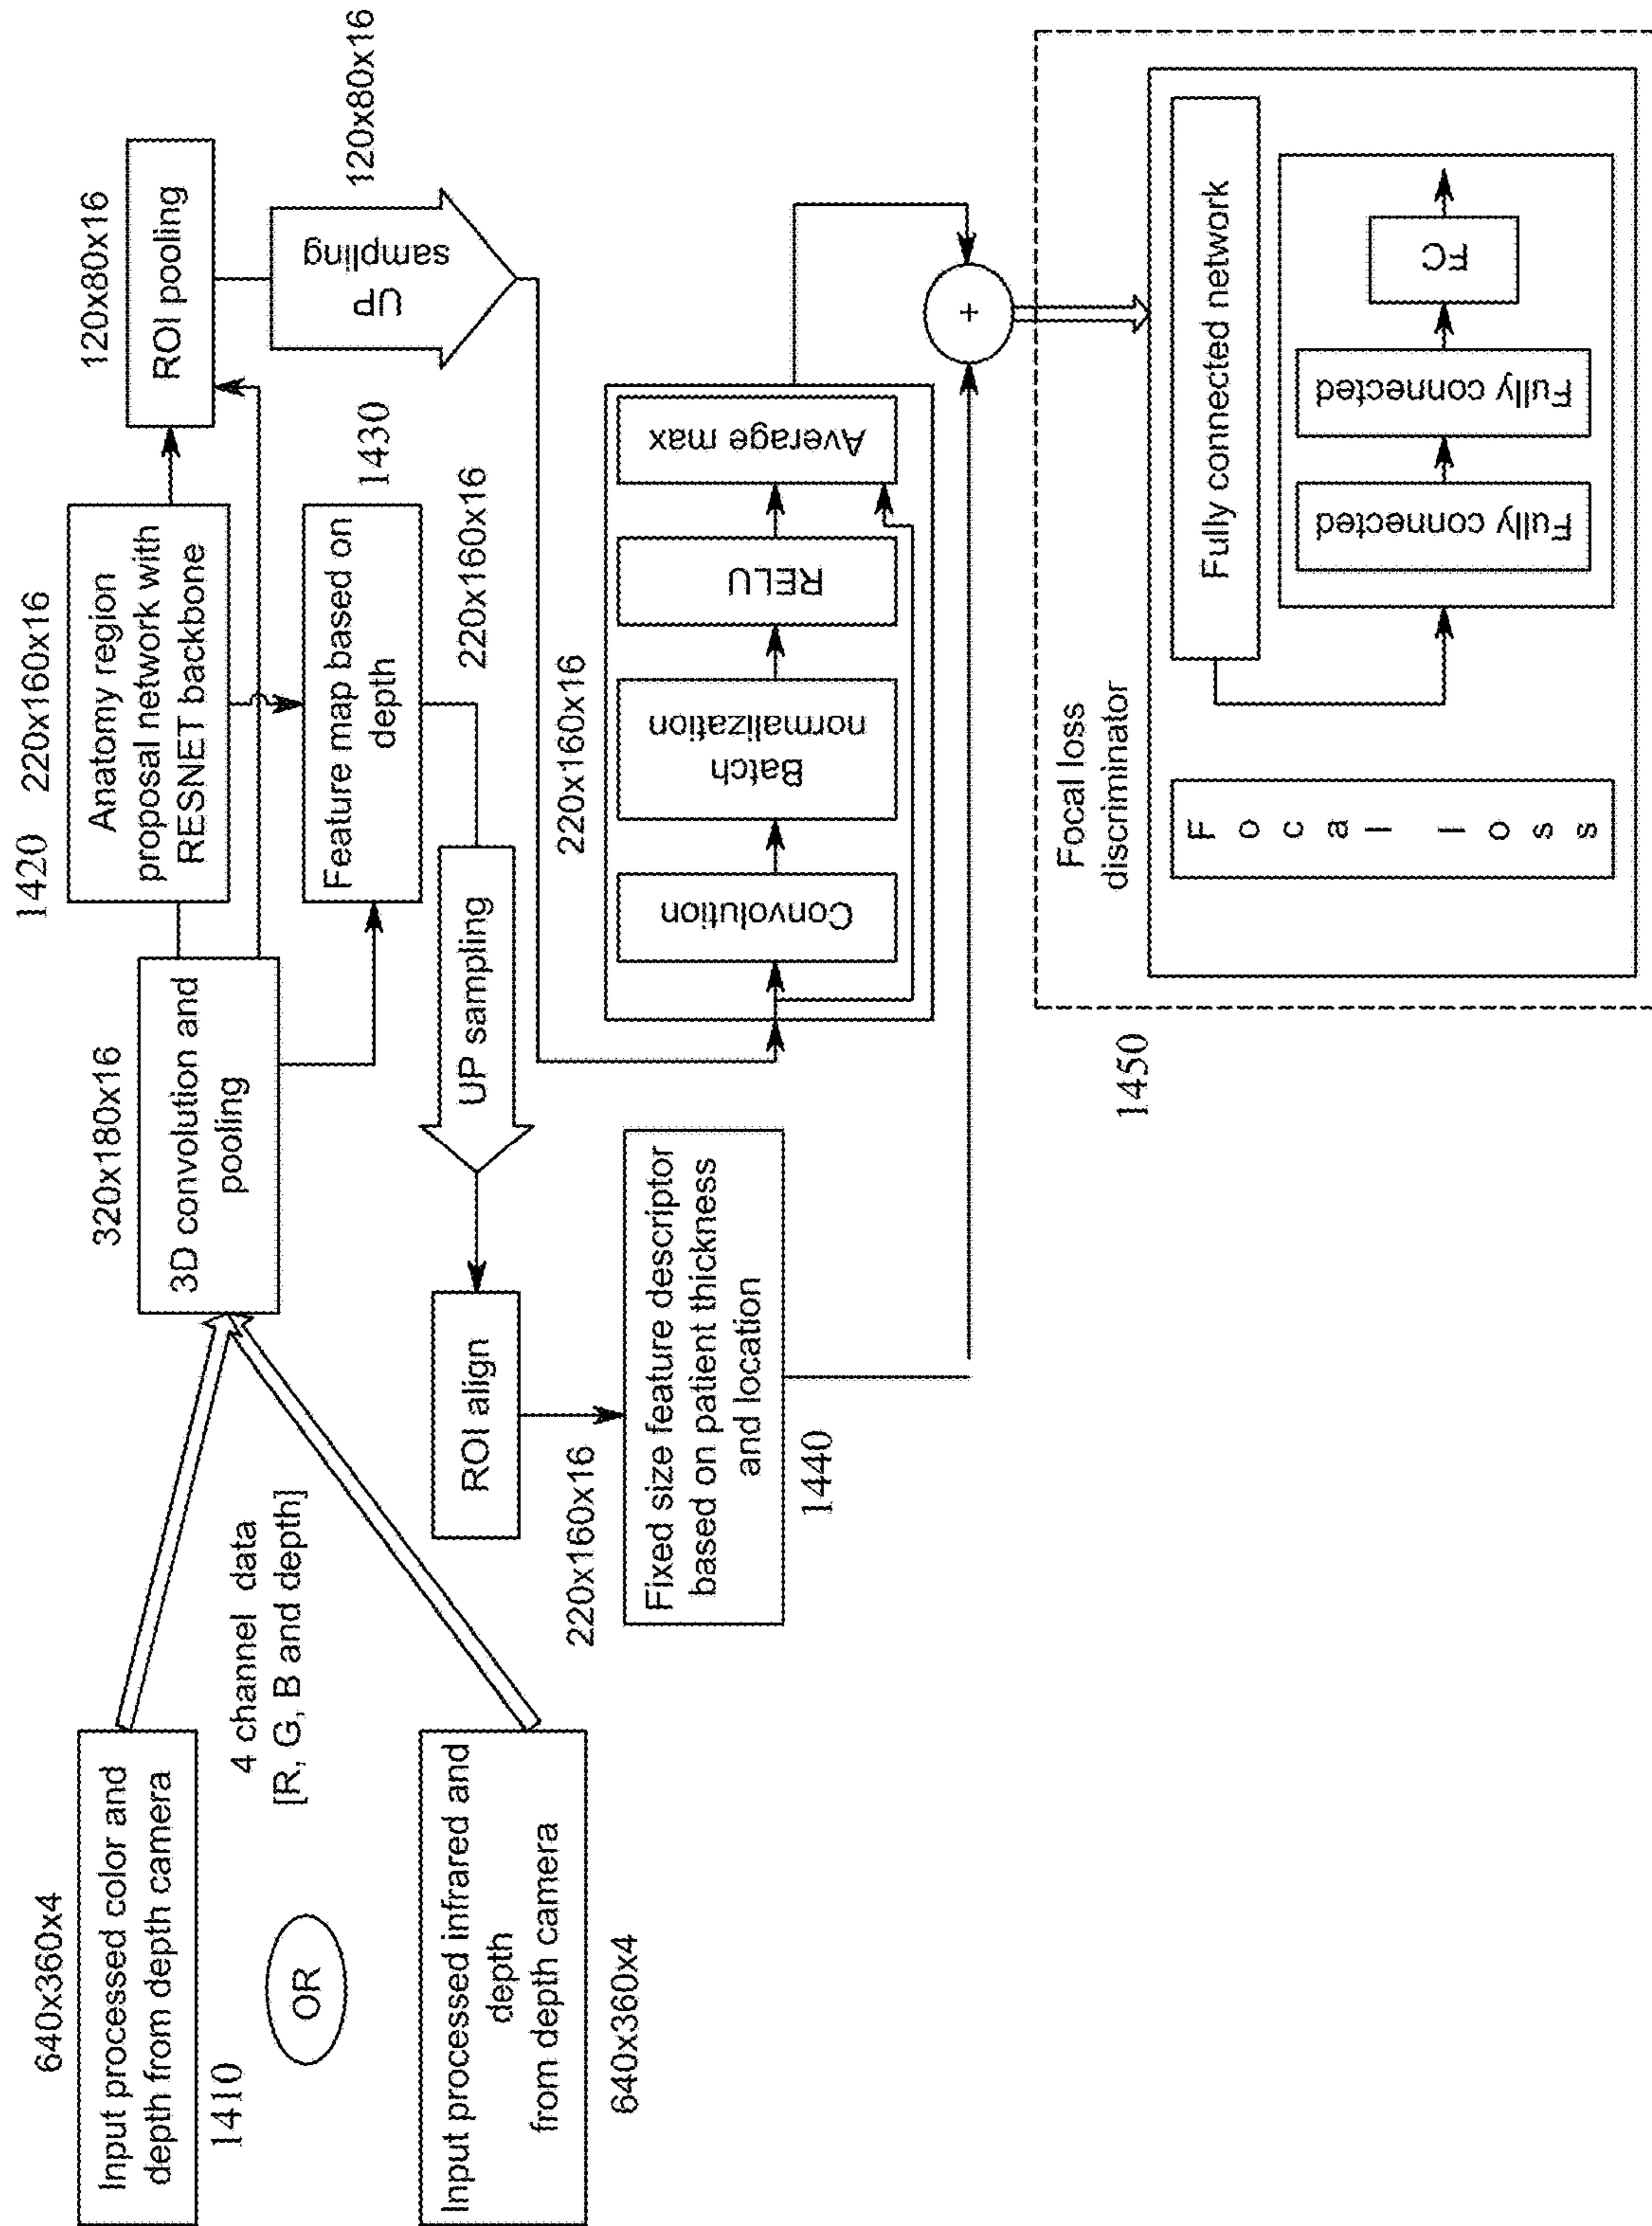 640x360x4
Input processed color and
depth from depth camera
1410
OR
Input processed infrared and
depth
from depth camera
640x360x4
4 channel data
[R, G, B and depth]
320x180x16
3D convolution and
pooling
1420
220x160x16
Anatomy region
proposal network with
RESNET backbone
120x80x16
ROI pooling
UP
sampling
120x80x16
Feature map based on
depth
1430
220x160x16
UP sampling
ROI align
220x160x16
Fixed size feature descriptor
based on patient thickness
and location
1440
220x160x16
Convolution
Batch
normalization
RELU
Average max
+
1450
Focal loss
discriminator
Focal loss
Fully connected network
Fully connected
Fully connected
FC